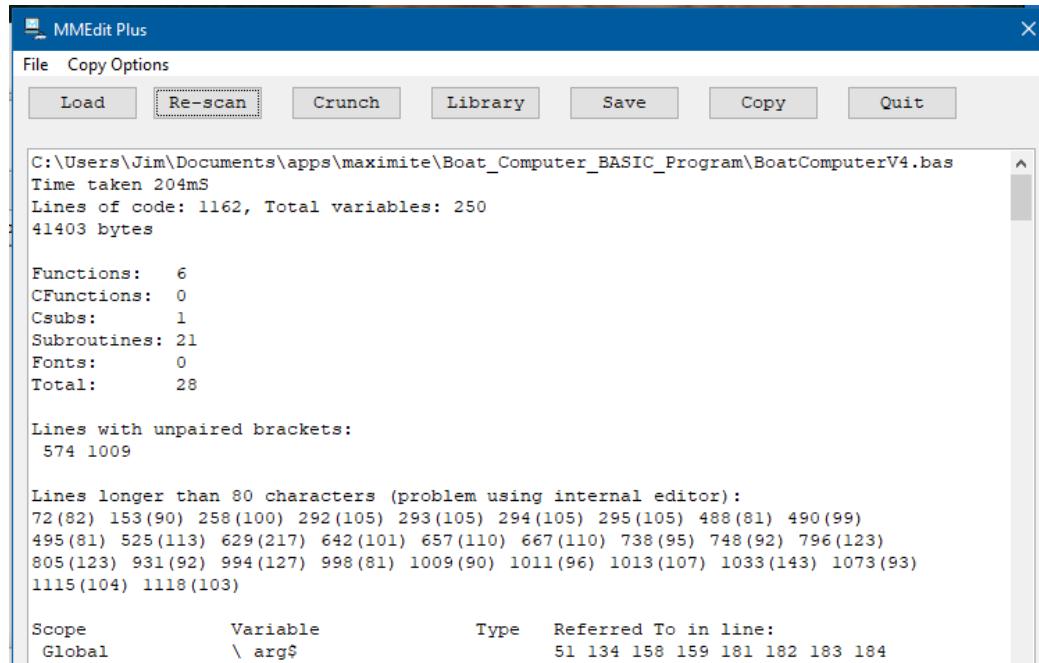 MMEdit Plus
File Copy Options
Load Re-scan Crunch Library Save Copy Quit
C:\Users\Jim\Documents\apps\maximite\Boat_Computer_BASIC_Program\BoatComputerV4.bas
Time taken 204mS
Lines of code: 1162, Total variables: 250
41403 bytes
Functions: 6
CFunctions: 0
Csubs: 1
Subroutines: 21
Fonts: 0
Total: 28
Lines with unpaired brackets:
574 1009
Lines longer than 80 characters (problem using internal editor):
72(82) 153(90) 258(100) 292(105) 293(105) 294(105) 295(105) 488(81) 490(99)
495(81) 525(113) 629(217) 642(101) 657(110) 667(110) 738(95) 748(92) 796(123)
805(123) 931(92) 994(127) 998(81) 1009(90) 1011(96) 1013(107) 1033(143) 1073(93)
1115(104) 1118(103)
Scope Variable Type Referred To in line:
Global \ arg$ 51 134 158 159 181 182 183 184